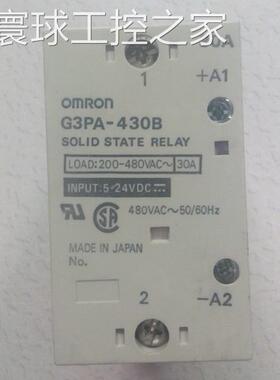 寰球工控之家
0A
1
+A1
OMRON
G3PA-430B
SOLID STATE RELAY
LOAD:200-480VAC~ 30A
INPUT:5-24VDC⎓
480VAC~50/60Hz
MADE IN JAPAN
No.
2
-A2